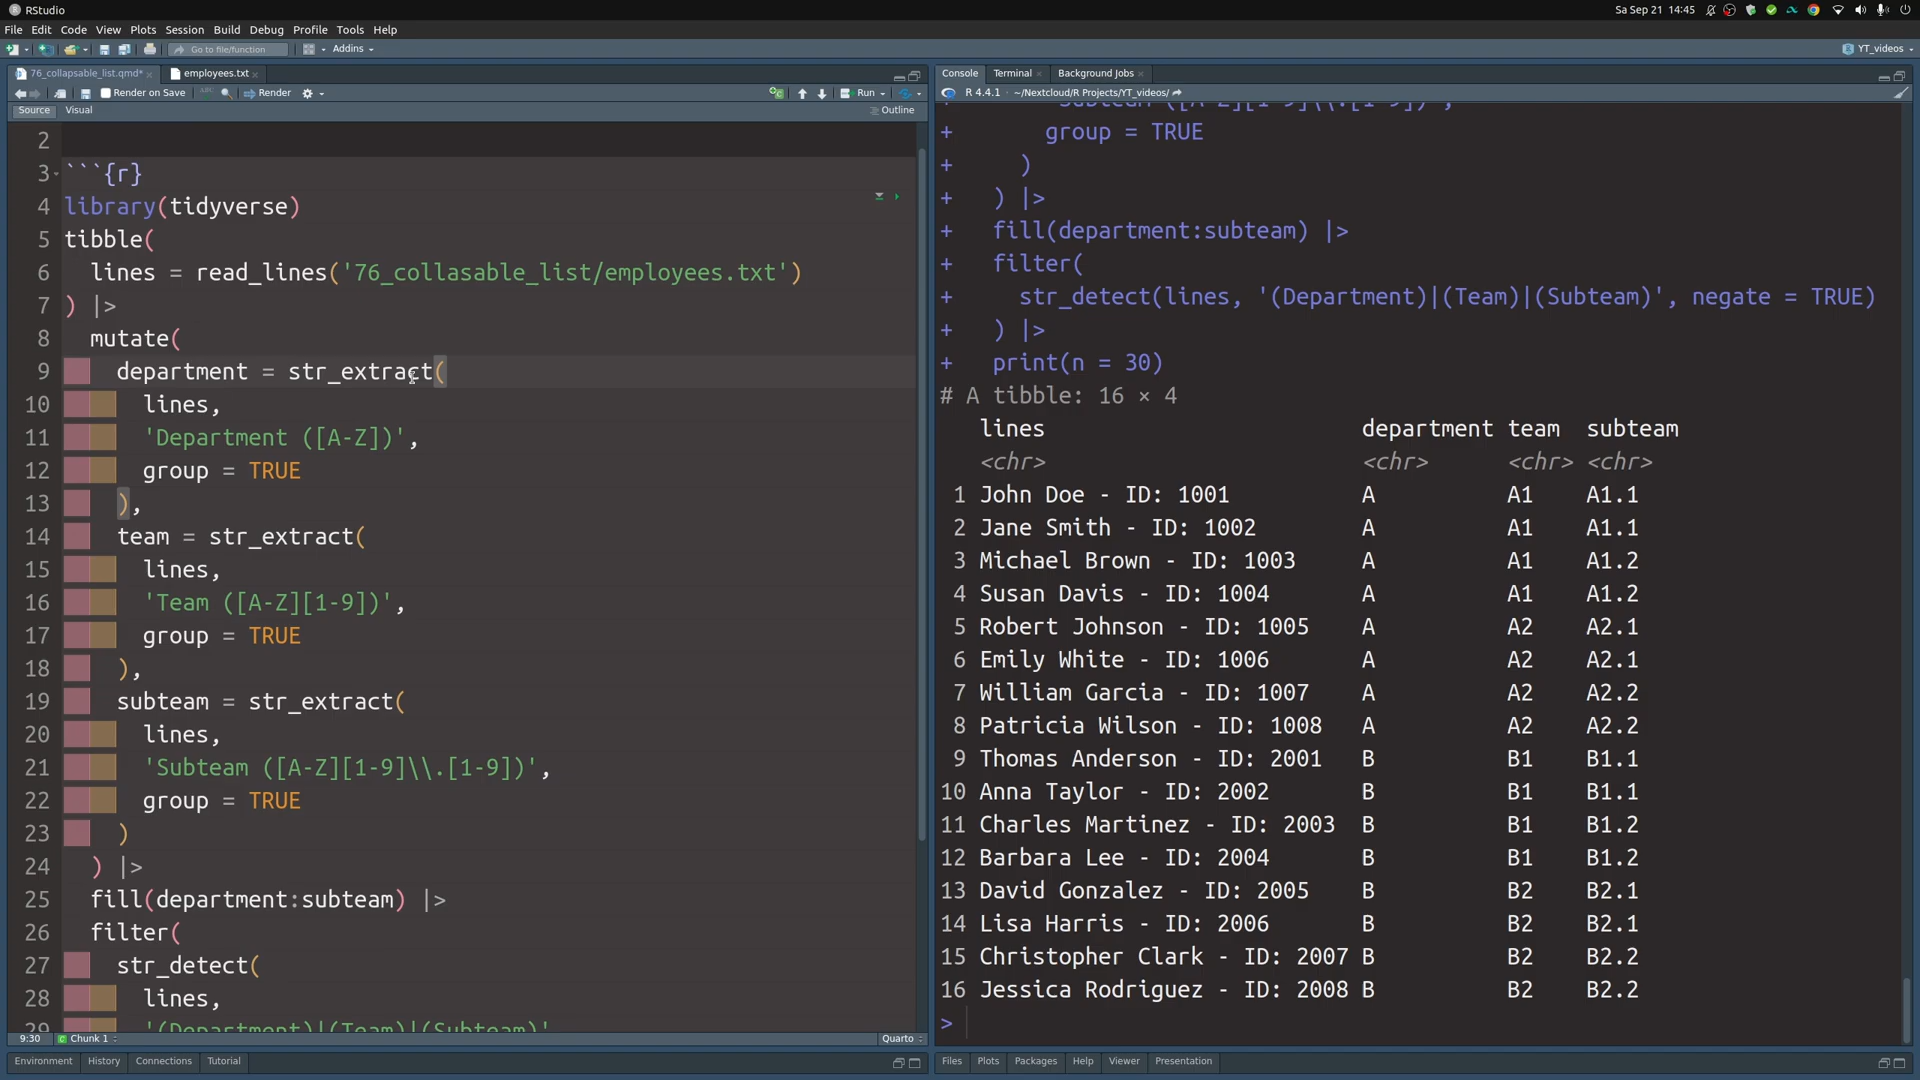 RStudio
Sa Sep 21 14:45
File Edit Code View Plots Session Build Debug Profile Tools Help
Go to file/function Addins YT_videos
76_collapsable_list.qmd* employees.txt
Render on Save ABC Render Run
Source Visual Outline
2
3 ```{r}
4 library(tidyverse)
5 tibble(
6 lines = read_lines('76_collasable_list/employees.txt')
7 ) |>
8 mutate(
9 department = str_extract(
10 lines,
11 'Department ([A-Z])',
12 group = TRUE
13 ),
14 team = str_extract(
15 lines,
16 'Team ([A-Z][1-9])',
17 group = TRUE
18 ),
19 subteam = str_extract(
20 lines,
21 'Subteam ([A-Z][1-9]\\.[1-9])',
22 group = TRUE
23 )
24 ) |>
25 fill(department:subteam) |>
26 filter(
27 str_detect(
28 lines,
29 '(Department)|(Team)|(Subteam)'
9:30 Chunk 1 Quarto
Environment History Connections Tutorial
Console Terminal Background Jobs
R 4.4.1 · ~/Nextcloud/R Projects/YT_videos/
+ 'Subteam ([A-Z][1-9]\\.[1-9])',
+ group = TRUE
+ )
+ ) |>
+ fill(department:subteam) |>
+ filter(
+ str_detect(lines, '(Department)|(Team)|(Subteam)', negate = TRUE)
+ ) |>
+ print(n = 30)
# A tibble: 16 × 4
lines department team subteam
<chr> <chr> <chr> <chr>
1 John Doe - ID: 1001 A A1 A1.1
2 Jane Smith - ID: 1002 A A1 A1.1
3 Michael Brown - ID: 1003 A A1 A1.2
4 Susan Davis - ID: 1004 A A1 A1.2
5 Robert Johnson - ID: 1005 A A2 A2.1
6 Emily White - ID: 1006 A A2 A2.1
7 William Garcia - ID: 1007 A A2 A2.2
8 Patricia Wilson - ID: 1008 A A2 A2.2
9 Thomas Anderson - ID: 2001 B B1 B1.1
10 Anna Taylor - ID: 2002 B B1 B1.1
11 Charles Martinez - ID: 2003 B B1 B1.2
12 Barbara Lee - ID: 2004 B B1 B1.2
13 David Gonzalez - ID: 2005 B B2 B2.1
14 Lisa Harris - ID: 2006 B B2 B2.1
15 Christopher Clark - ID: 2007 B B2 B2.2
16 Jessica Rodriguez - ID: 2008 B B2 B2.2
>
Files Plots Packages Help Viewer Presentation